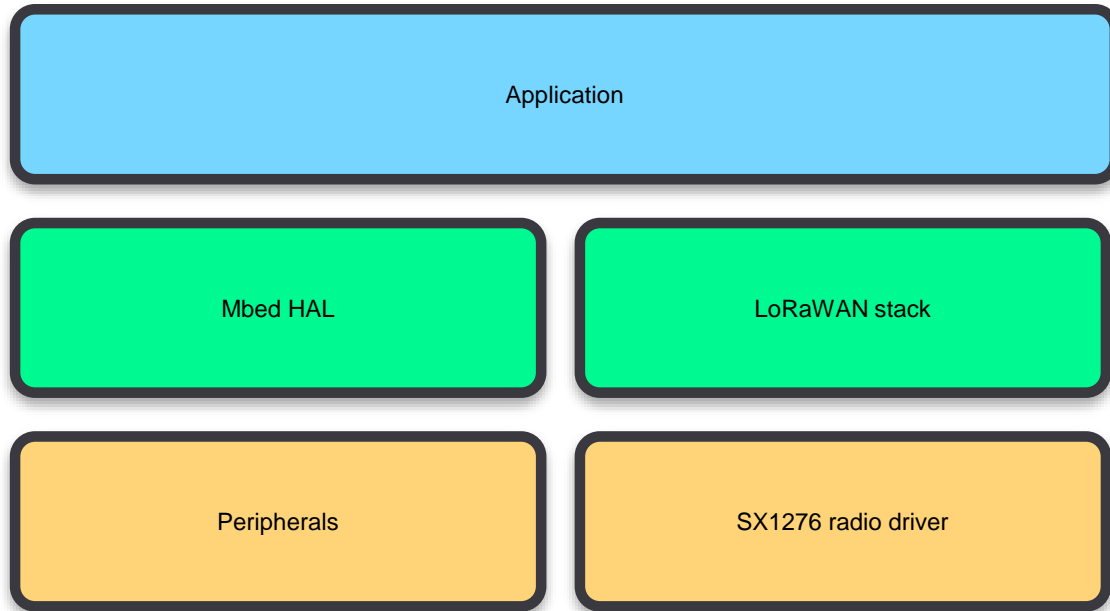 Application
Mbed HAL
LoRaWAN stack
Peripherals
SX1276 radio driver